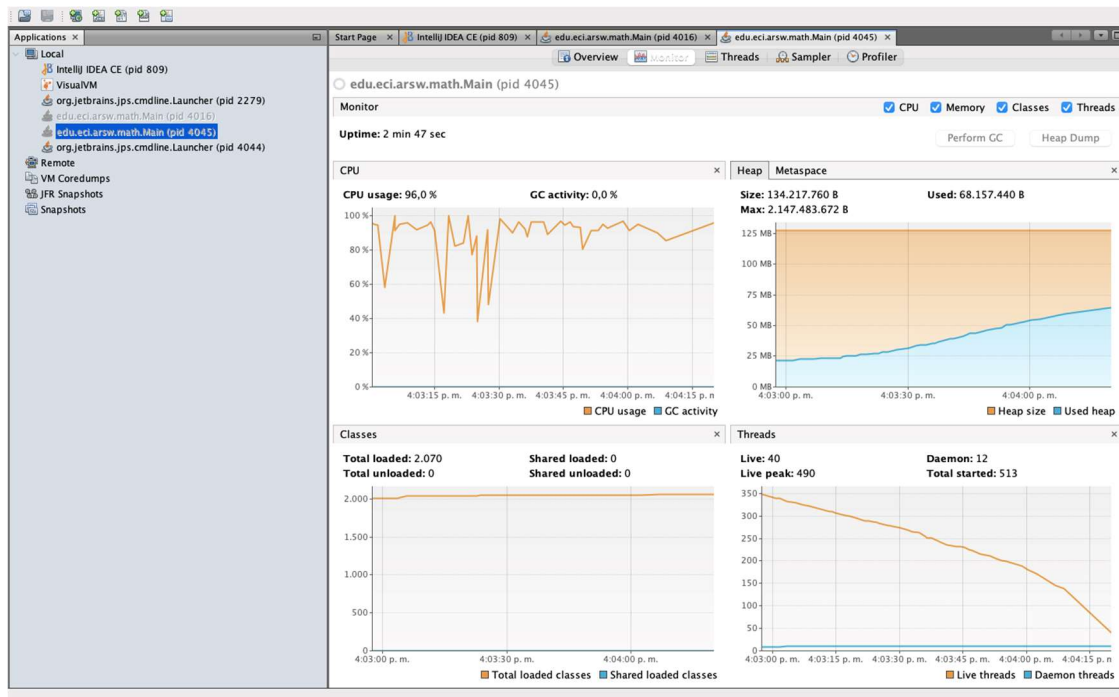 Applications ×
Start Page × IntelliJ IDEA CE (pid 809) × edu.eci.arsw.math.Main (pid 4016) × edu.eci.arsw.math.Main (pid 4045) ×
Local
IntelliJ IDEA CE (pid 809)
VisualVM
org.jetbrains.jps.cmdline.Launcher (pid 2279)
edu.eci.arsw.math.Main (pid 4016)
edu.eci.arsw.math.Main (pid 4045)
org.jetbrains.jps.cmdline.Launcher (pid 4044)
Remote
VM Coredumps
JFR Snapshots
Snapshots
Overview Monitor Threads Sampler Profiler
edu.eci.arsw.math.Main (pid 4045)
Monitor CPU Memory Classes Threads
Uptime: 2 min 47 sec Perform GC Heap Dump
CPU ×
CPU usage: 96,0 % GC activity: 0,0 %
100 %
80 %
60 %
40 %
20 %
0 %
4:03:15 p. m. 4:03:30 p. m. 4:03:45 p. m. 4:04:00 p. m. 4:04:15 p. n
CPU usage GC activity
Heap Metaspace ×
Size: 134.217.760 B Used: 68.157.440 B
Max: 2.147.483.672 B
125 MB
100 MB
75 MB
50 MB
25 MB
0 MB
4:03:00 p. m. 4:03:30 p. m. 4:04:00 p. m.
Heap size Used heap
Classes ×
Total loaded: 2.070 Shared loaded: 0
Total unloaded: 0 Shared unloaded: 0
2.000
1.500
1.000
500
0
4:03:00 p. m. 4:03:30 p. m. 4:04:00 p. m.
Total loaded classes Shared loaded classes
Threads ×
Live: 40 Daemon: 12
Live peak: 490 Total started: 513
350
300
250
200
150
100
50
0
4:03:00 p. m. 4:03:15 p. m. 4:03:30 p. m. 4:03:45 p. m. 4:04:00 p. m. 4:04:15 p. n
Live threads Daemon threads